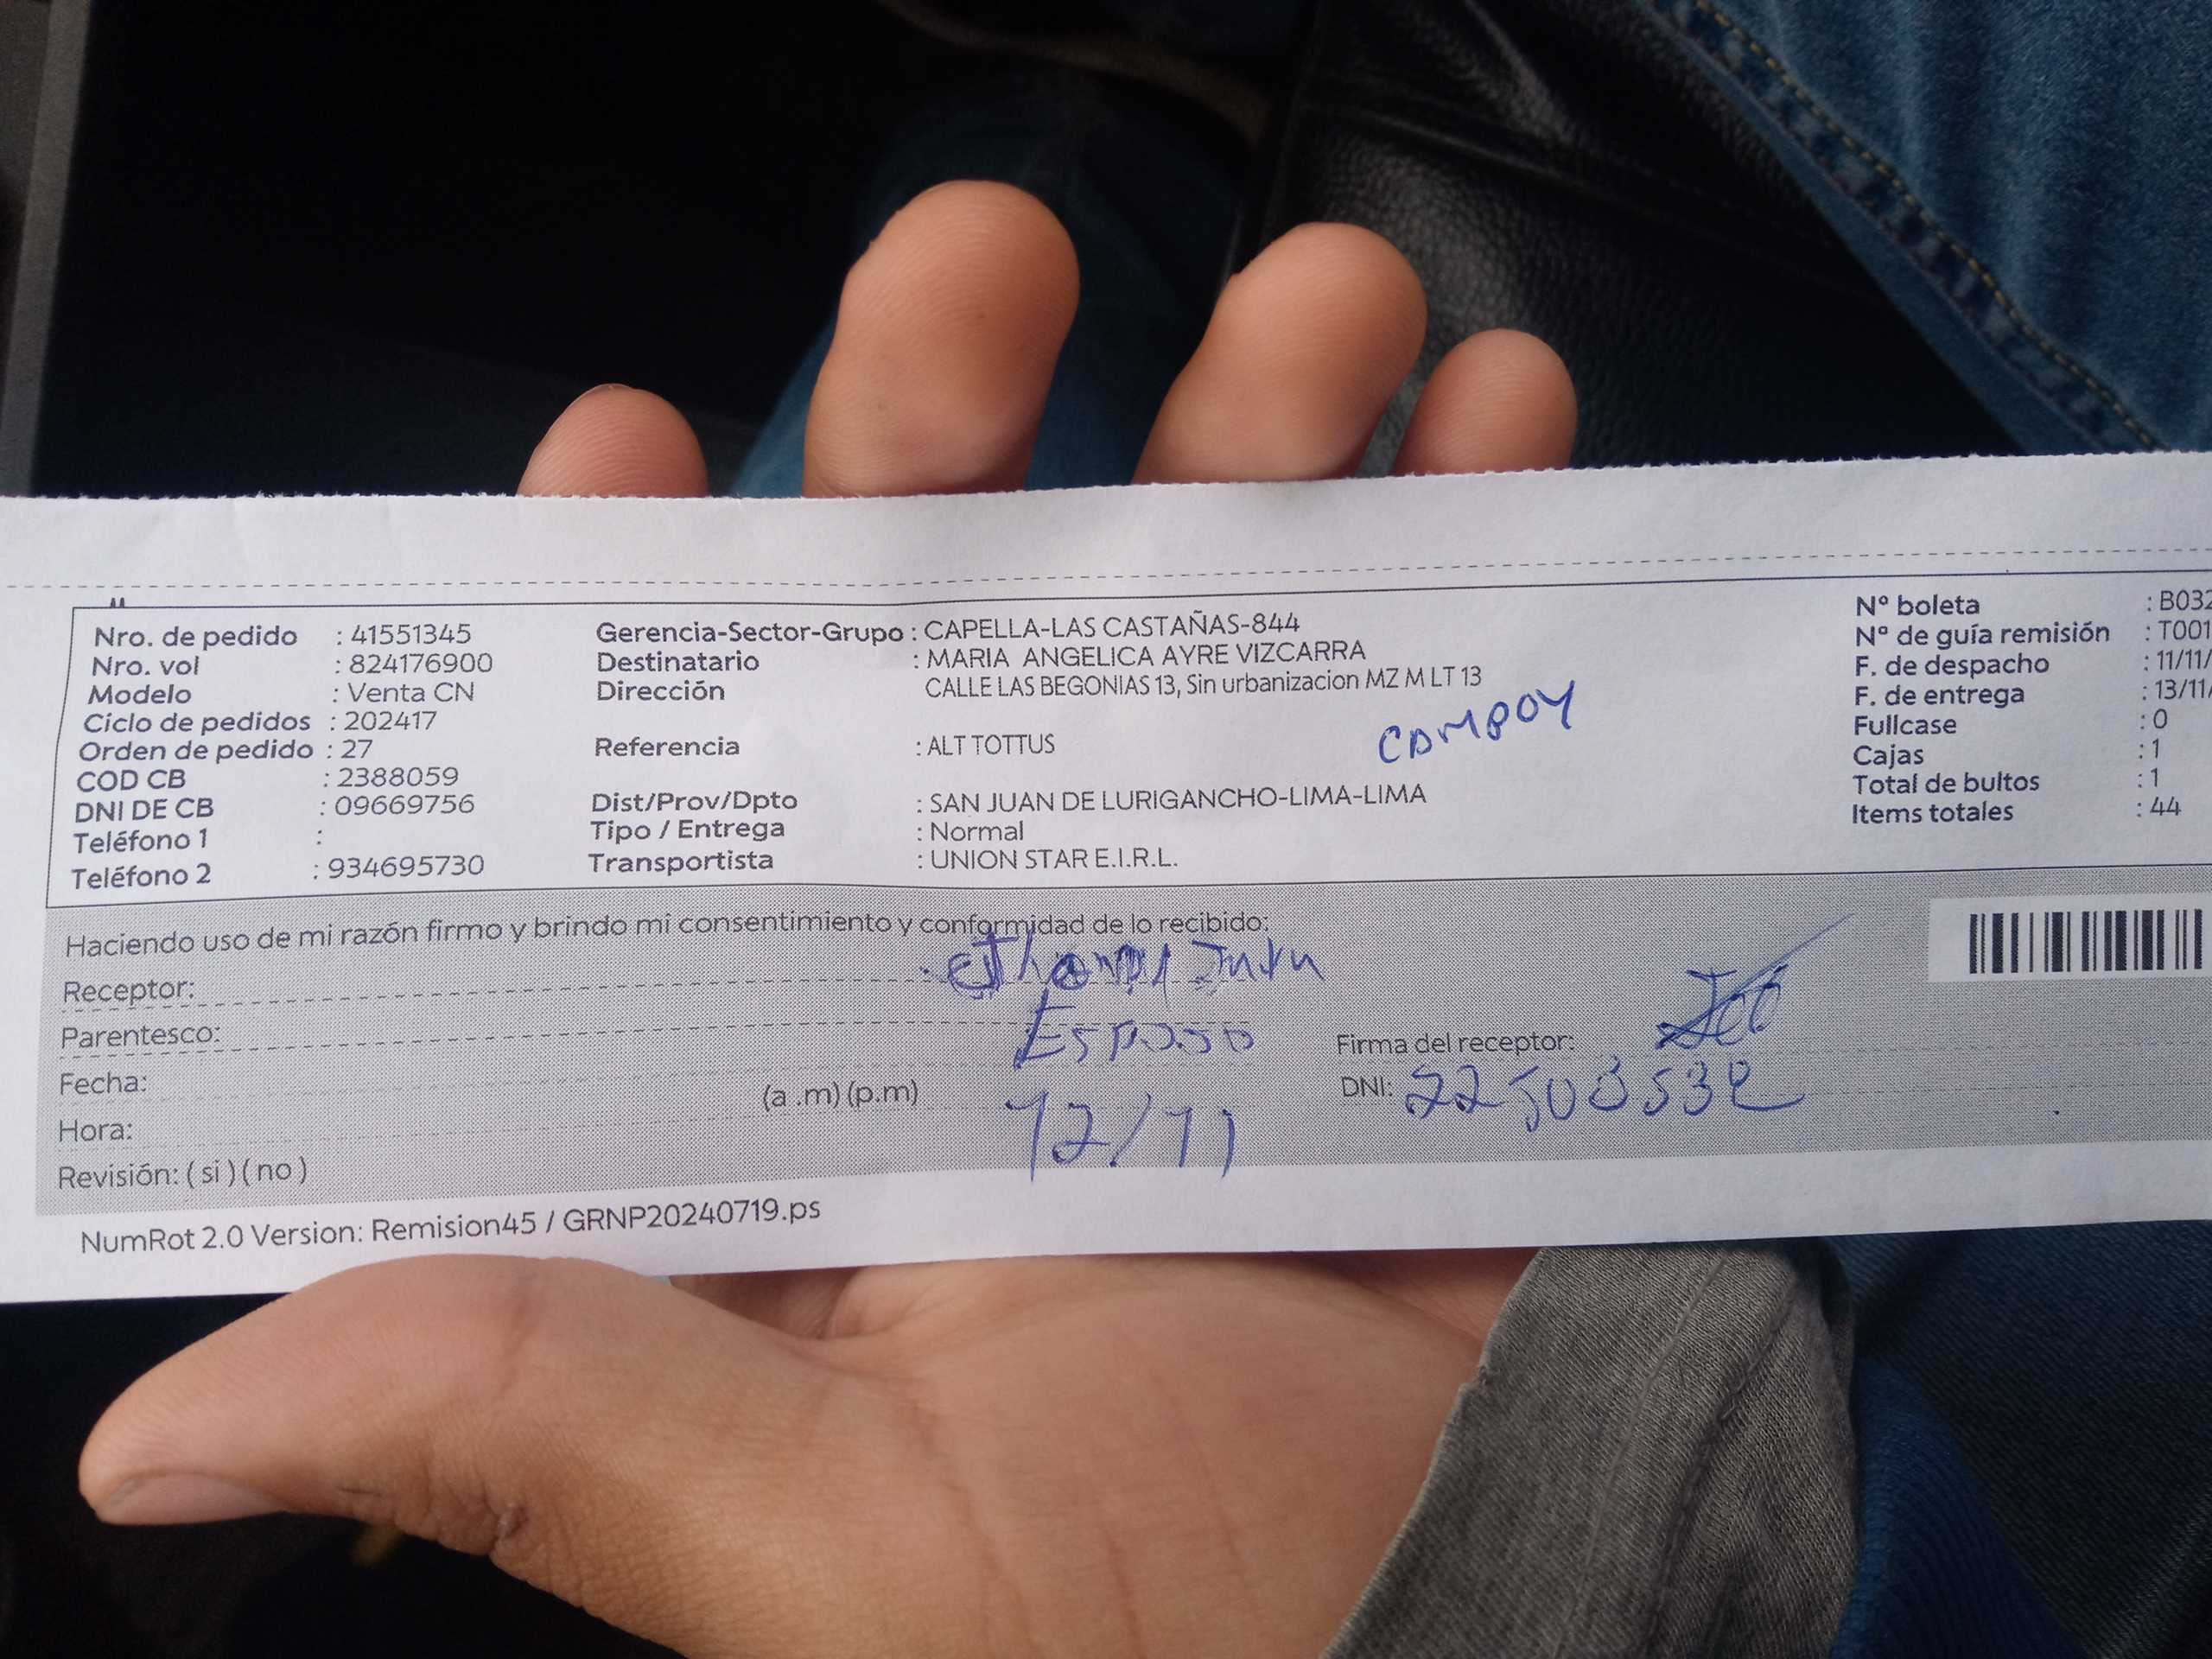 Nro. de pedido : 41551345
Nro. vol : 824176900
Modelo : Venta CN
Ciclo de pedidos : 202417
Orden de pedido : 27
COD CB : 2388059
DNI DE CB : 09669756
Teléfono 1 :
Teléfono 2 : 934695730
Gerencia-Sector-Grupo : CAPELLA-LAS CASTAÑAS-844
Destinatario : MARIA ANGELICA AYRE VIZCARRA
Dirección CALLE LAS BEGONIAS 13, Sin urbanizacion MZ M LT 13
CAMPOY
Referencia : ALT TOTTUS
Dist/Prov/Dpto : SAN JUAN DE LURIGANCHO-LIMA-LIMA
Tipo / Entrega : Normal
Transportista : UNION STAR E.I.R.L.
Nº boleta : B032
Nº de guía remisión : T001
F. de despacho : 11/11/
F. de entrega : 13/11/
Fullcase : 0
Cajas : 1
Total de bultos : 1
Items totales : 44
Haciendo uso de mi razón firmo y brindo mi consentimiento y conformidad de lo recibido:
Receptor:
Parentesco: Esposo
Fecha: 12/11
Hora: (a .m) (p.m)
Revisión: ( si ) ( no )
Firma del receptor:
DNI:
NumRot 2.0 Version: Remision45 / GRNP20240719.ps